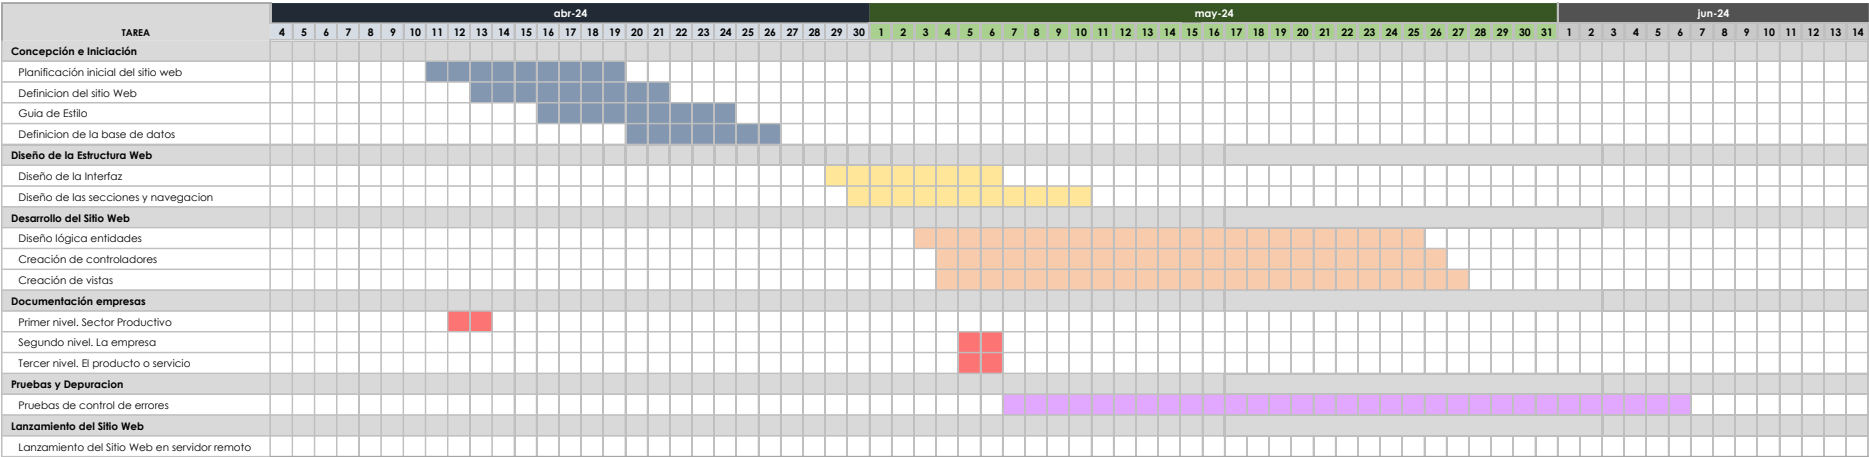 abr-24 may-24 jun-24
TAREA 4 5 6 7 8 9 10 11 12 13 14 15 16 17 18 19 20 21 22 23 24 25 26 27 28 29 30 1 2 3 4 5 6 7 8 9 10 11 12 13 14 15 16 17 18 19 20 21 22 23 24 25 26 27 28 29 30 31 1 2 3 4 5 6 7 8 9 10 11 12 13 14
Concepción e Iniciación
Planificación inicial del sitio web
Definicion del sitio Web
Guia de Estilo
Definicion de la base de datos
Diseño de la Estructura Web
Diseño de la Interfaz
Diseño de las secciones y navegacion
Desarrollo del Sitio Web
Diseño lógica entidades
Creación de controladores
Creación de vistas
Documentación empresas
Primer nivel. Sector Productivo
Segundo nivel. La empresa
Tercer nivel. El producto o servicio
Pruebas y Depuracion
Pruebas de control de errores
Lanzamiento del Sitio Web
Lanzamiento del Sitio Web en servidor remoto